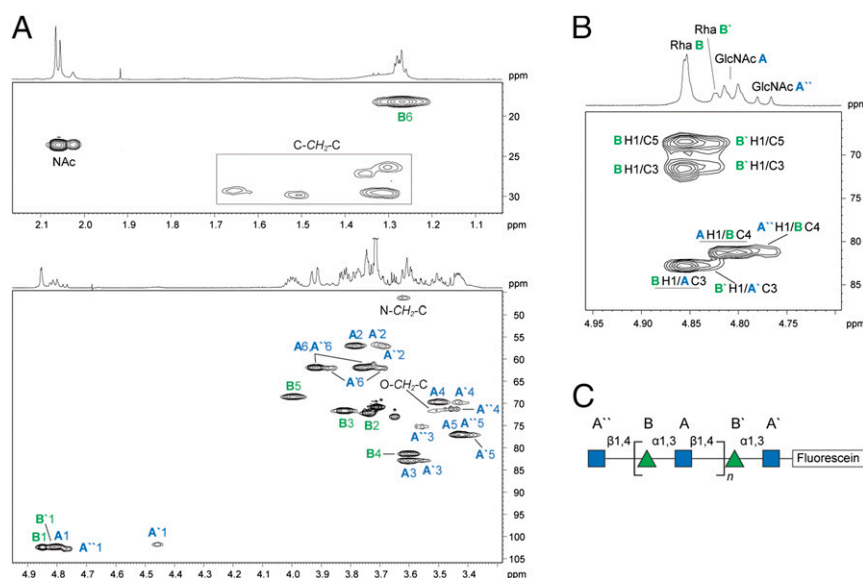 A
ppm
20
25
30
B6
NAc
C-CH₂-C
2.1 2.0 1.9 1.8 1.7 1.6 1.5 1.4 1.3 1.2 1.1 ppm
ppm
45
50
55
60
65
70
75
80
85
90
95
100
105
N-CH₂-C
A2 A`2
A``2
A6 A``6
A`6
O-CH₂-C
B5
A4 A`4
A``4
B3 B2
* *
A``3
A5 A``5
A`5
B4
A3 A`3
B`1
B1 A1 A``1
A`1
4.9 4.8 4.7 4.6 4.5 4.4 4.3 4.2 4.1 4.0 3.9 3.8 3.7 3.6 3.5 3.4 3.3 ppm
B
Rha B`
Rha B
GlcNAc A
GlcNAc A``
ppm
70
75
80
85
B H1/C5 B` H1/C5
B H1/C3 B` H1/C3
A H1/B C4 A`` H1/B C4
B H1/A C3
B` H1/A` C3
4.95 4.90 4.85 4.80 4.75 ppm
C
A`` B A B` A`
β1,4 α1,3 β1,4 α1,3
n
Fluorescein